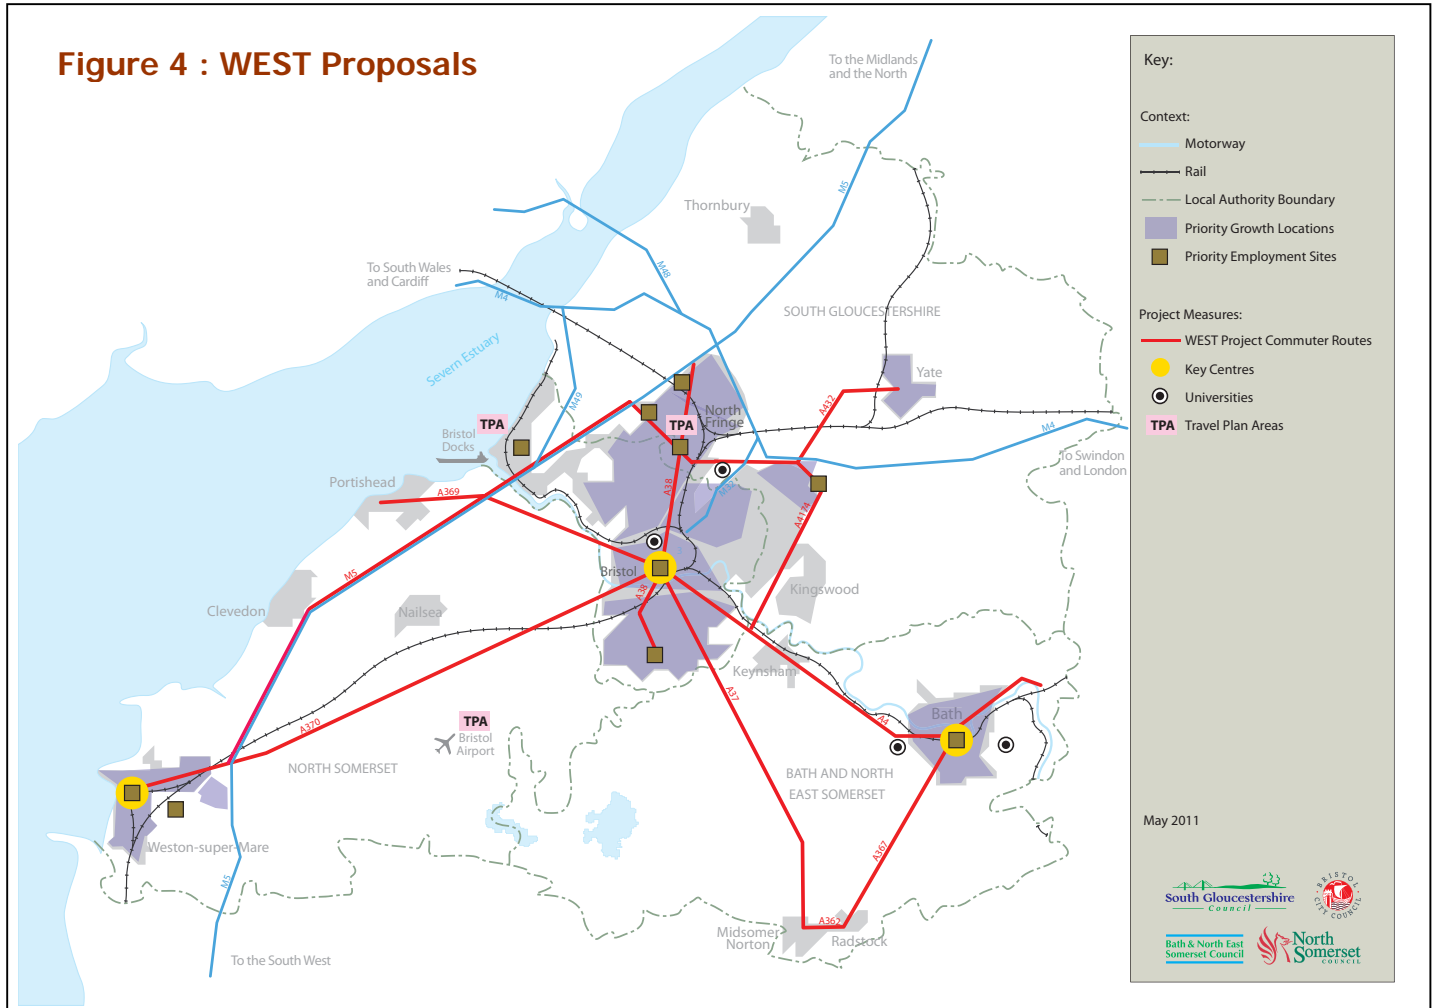 Figure 4 : WEST Proposals
To the Midlands
and the North
M5
Thornbury
To South Wales
and Cardiff
M48
M4
SOUTH GLOUCESTERSHIRE
Severn Estuary
Yate
M49
A432
North
Fringe
TPA
TPA
Bristol
Docks
M4
To Swindon
and London
Portishead
A369
A38
M32
A4174
M5
Bristol
A38
Kingswood
Clevedon
Nailsea
Keynsham
A37
A4
Bath
A370
TPA
Bristol
Airport
NORTH SOMERSET
BATH AND NORTH
EAST SOMERSET
Weston-super-Mare
M5
A367
A362
Midsomer
Norton
Radstock
To the South West
Key:
Context:
Motorway
Rail
Local Authority Boundary
Priority Growth Locations
Priority Employment Sites
Project Measures:
WEST Project Commuter Routes
Key Centres
Universities
TPA Travel Plan Areas
May 2011
South Gloucestershire
Council
BRISTOL
CITY COUNCIL
Bath & North East
Somerset Council
North
Somerset
COUNCIL